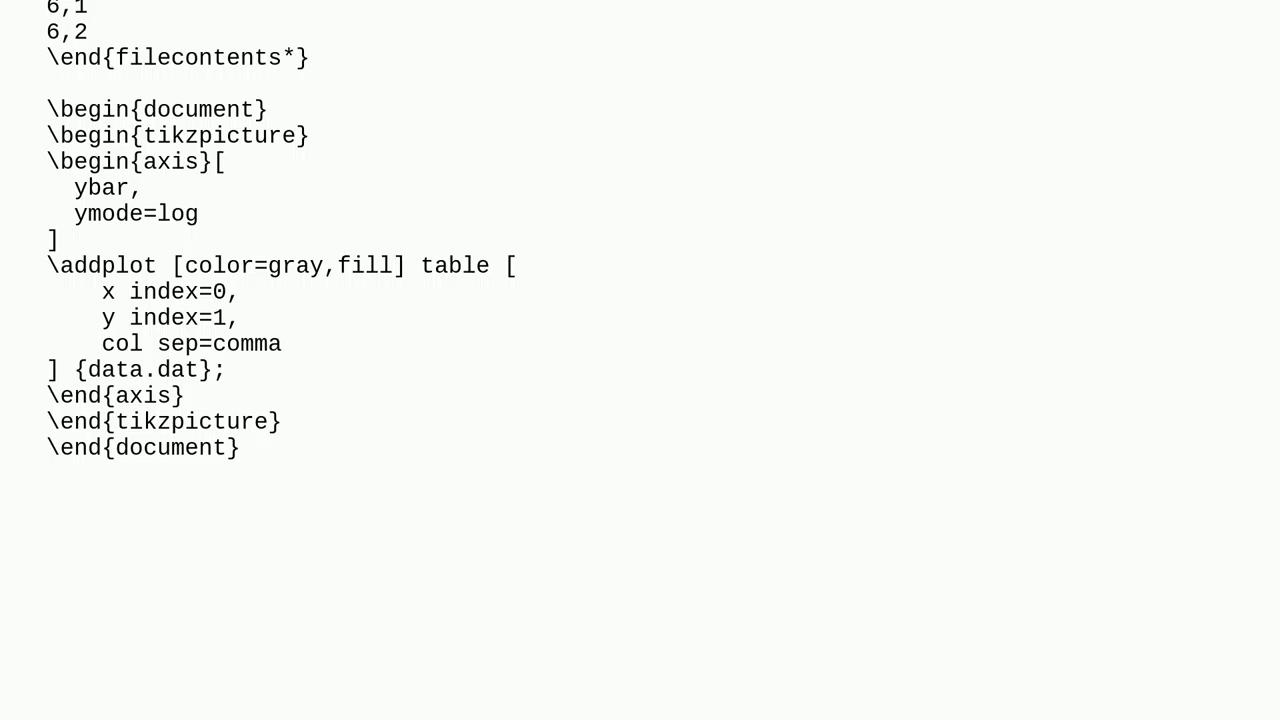 6,1
6,2
\end{filecontents*}

\begin{document}
\begin{tikzpicture}
\begin{axis}[
  ybar,
  ymode=log
]
\addplot [color=gray,fill] table [
    x index=0,
    y index=1,
    col sep=comma
] {data.dat};
\end{axis}
\end{tikzpicture}
\end{document}